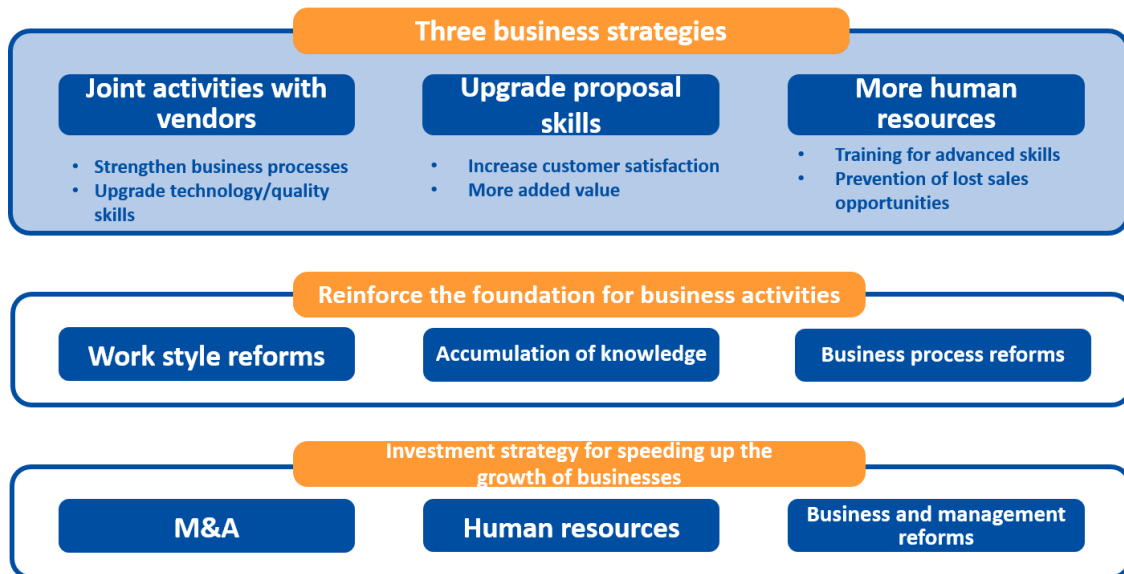 Three business strategies
Joint activities with
vendors
• Strengthen business processes
• Upgrade technology/quality
skills
Upgrade proposal
skills
• Increase customer satisfaction
• More added value
More human
resources
• Training for advanced skills
• Prevention of lost sales
opportunities
Reinforce the foundation for business activities
Work style reforms
Accumulation of knowledge
Business process reforms
Investment strategy for speeding up the
growth of businesses
M&A
Human resources
Business and management
reforms